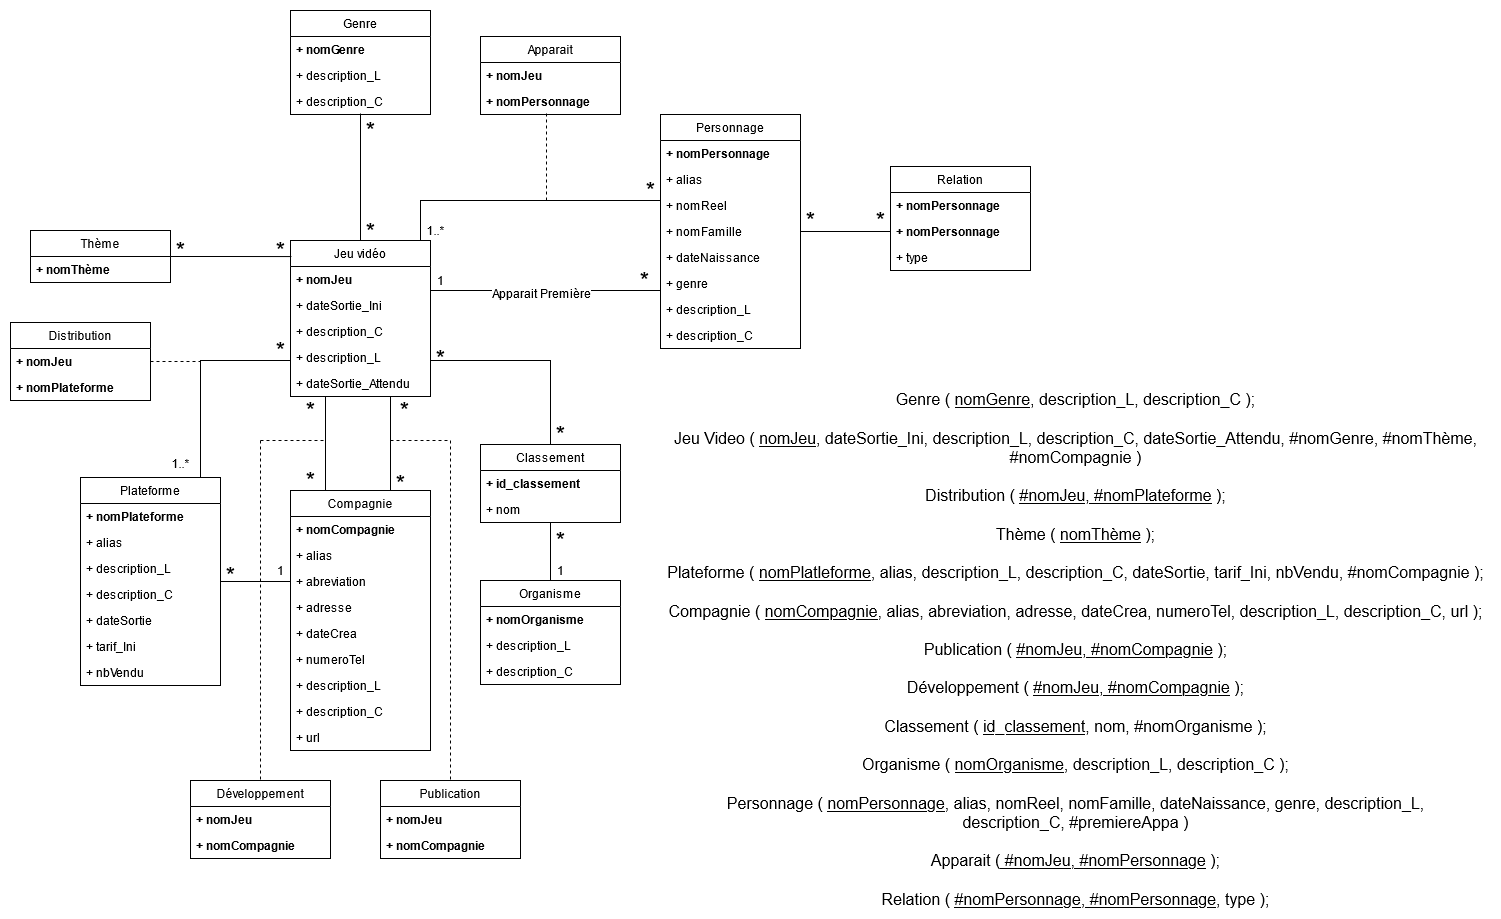 Genre
+ nomGenre
+ description_L
+ description_C
*
*
Apparait
+ nomJeu
+ nomPersonnage
Personnage
+ nomPersonnage
+ alias
+ nomReel
+ nomFamille
+ dateNaissance
+ genre
+ description_L
+ description_C
*
*
Relation
+ nomPersonnage
+ nomPersonnage
+ type
*
1..*
*
1
Apparait Première
*
Thème
+ nomThème
*
*
Jeu vidéo
+ nomJeu
+ dateSortie_Ini
+ description_C
+ description_L
+ dateSortie_Attendu
Distribution
+ nomJeu
+ nomPlateforme
*
1..*
*
*
*
*
*
*
Plateforme
+ nomPlateforme
+ alias
+ description_L
+ description_C
+ dateSortie
+ tarif_Ini
+ nbVendu
*
1
Compagnie
+ nomCompagnie
+ alias
+ abreviation
+ adresse
+ dateCrea
+ numeroTel
+ description_L
+ description_C
+ url
Classement
+ id_classement
+ nom
*
1
Organisme
+ nomOrganisme
+ description_L
+ description_C
Développement
+ nomJeu
+ nomCompagnie
Publication
+ nomJeu
+ nomCompagnie
Genre ( nomGenre, description_L, description_C );
Jeu Video ( nomJeu, dateSortie_Ini, description_L, description_C, dateSortie_Attendu, #nomGenre, #nomThème,
#nomCompagnie )
Distribution ( #nomJeu, #nomPlateforme );
Thème ( nomThème );
Plateforme ( nomPlatleforme, alias, description_L, description_C, dateSortie, tarif_Ini, nbVendu, #nomCompagnie );
Compagnie ( nomCompagnie, alias, abreviation, adresse, dateCrea, numeroTel, description_L, description_C, url );
Publication ( #nomJeu, #nomCompagnie );
Développement ( #nomJeu, #nomCompagnie );
Classement ( id_classement, nom, #nomOrganisme );
Organisme ( nomOrganisme, description_L, description_C );
Personnage ( nomPersonnage, alias, nomReel, nomFamille, dateNaissance, genre, description_L,
description_C, #premiereAppa )
Apparait ( #nomJeu, #nomPersonnage );
Relation ( #nomPersonnage, #nomPersonnage, type );